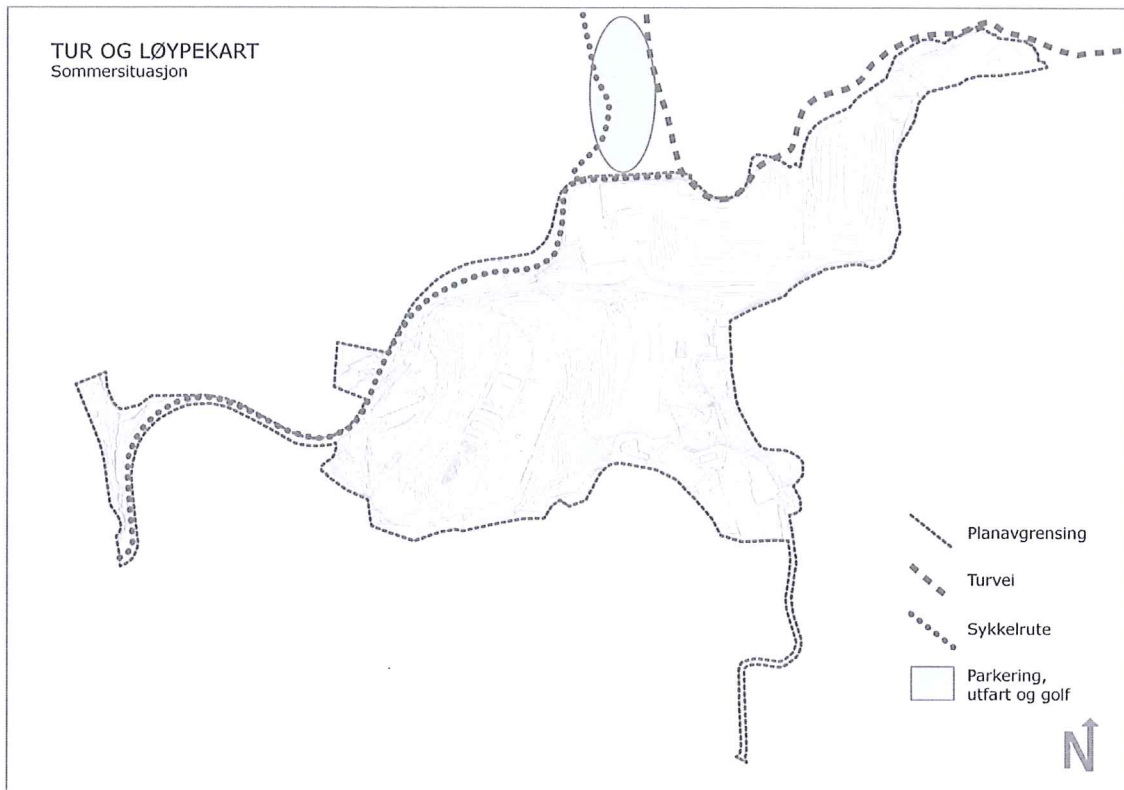 TUR OG LØYPEKART
Sommersituasjon
Planavgrensing
Turvei
Sykkelrute
Parkering,
utfart og golf
N